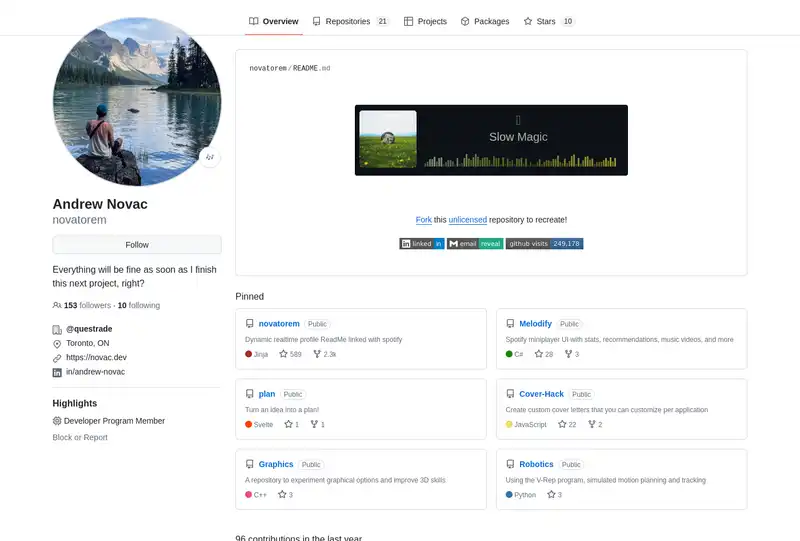 Overview Repositories 21 Projects Packages Stars 10
novatorem / README.md
Slow Magic
Fork this unlicensed repository to recreate!
linked in email reveal github visits 249,178
Andrew Novac
novatorem
Follow
Everything will be fine as soon as I finish
this next project, right?
153 followers · 10 following
@questrade
Toronto, ON
https://novac.dev
in/andrew-novac
Highlights
Developer Program Member
Block or Report
Pinned
novatorem Public
Dynamic realtime profile ReadMe linked with spotify
Jinja 589 2.3k
Melodify Public
Spotify miniplayer UI with stats, recommendations, music videos, and more
C# 28 3
plan Public
Turn an idea into a plan!
Svelte 1 1
Cover-Hack Public
Create custom cover letters that you can customize per application
JavaScript 22 2
Graphics Public
A repository to experiment graphical options and improve 3D skills
C++ 3
Robotics Public
Using the V-Rep program, simulated motion planning and tracking
Python 3
96 contributions in the last year